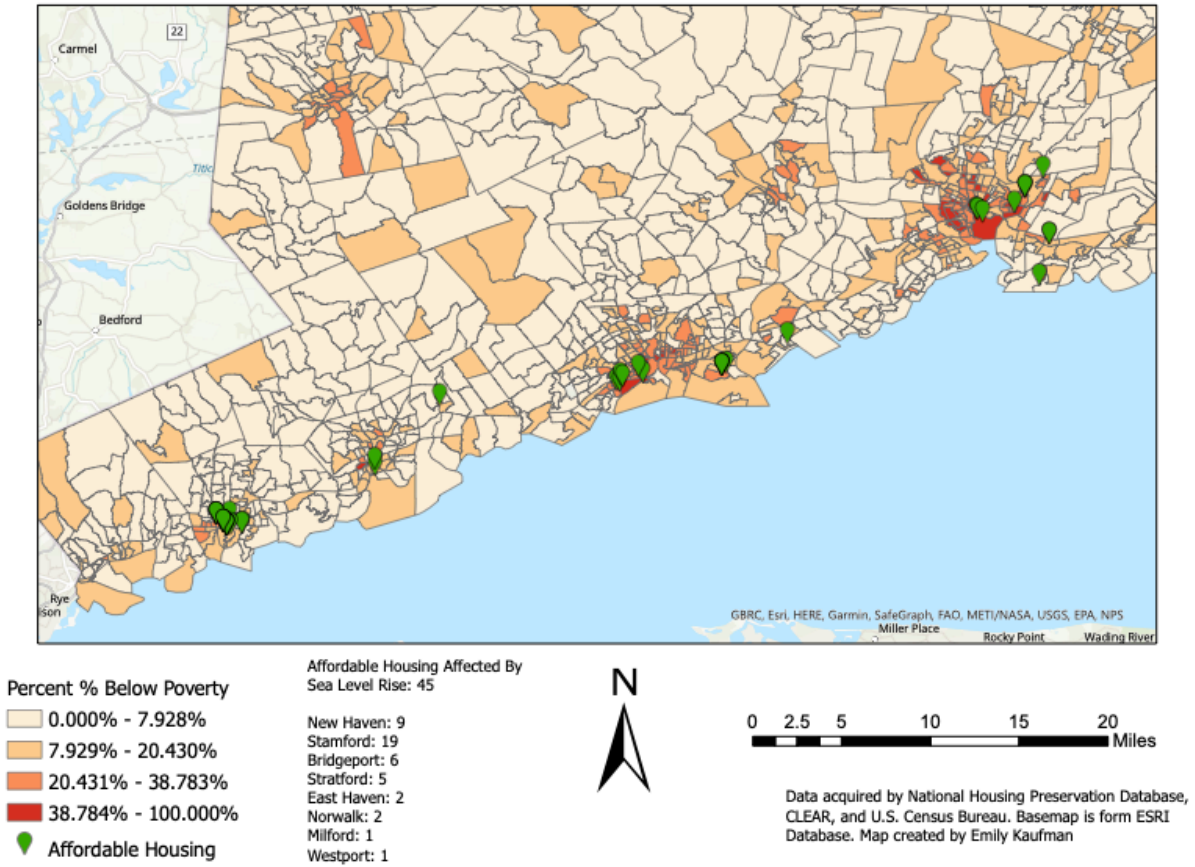 Carmel
22
Titic
Goldens Bridge
Bedford
Rye
ison
GBRC, Esri, HERE, Garmin, SafeGraph, FAO, METI/NASA, USGS, EPA, NPS
Miller Place
Rocky Point
Wading River
Percent % Below Poverty
0.000% - 7.928%
7.929% - 20.430%
20.431% - 38.783%
38.784% - 100.000%
Affordable Housing
Affordable Housing Affected By
Sea Level Rise: 45
New Haven: 9
Stamford: 19
Bridgeport: 6
Stratford: 5
East Haven: 2
Norwalk: 2
Milford: 1
Westport: 1
N
0 2.5 5 10 15 20
Miles
Data acquired by National Housing Preservation Database,
CLEAR, and U.S. Census Bureau. Basemap is form ESRI
Database. Map created by Emily Kaufman